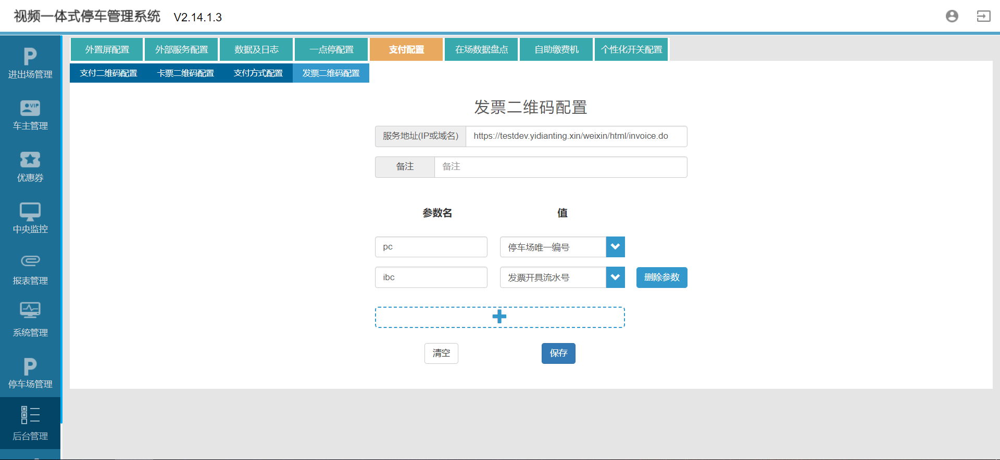 视频一体式停车管理系统 V2.14.1.3
外置屏配置 外部服务配置 数据及日志 一点停配置 支付配置 在场数据盘点 自助缴费机 个性化开关配置
支付二维码配置 卡票二维码配置 支付方式配置 发票二维码配置
进出场管理
VIP
车主管理
优惠券
中央监控
报表管理
系统管理
停车场管理
后台管理
发票二维码配置
服务地址(IP或域名) https://testdev.yidianting.xin/weixin/html/invoice.do
备注 备注
参数名 值
pc 停车场唯一编号
ibc 发票开具流水号 删除参数
清空 保存